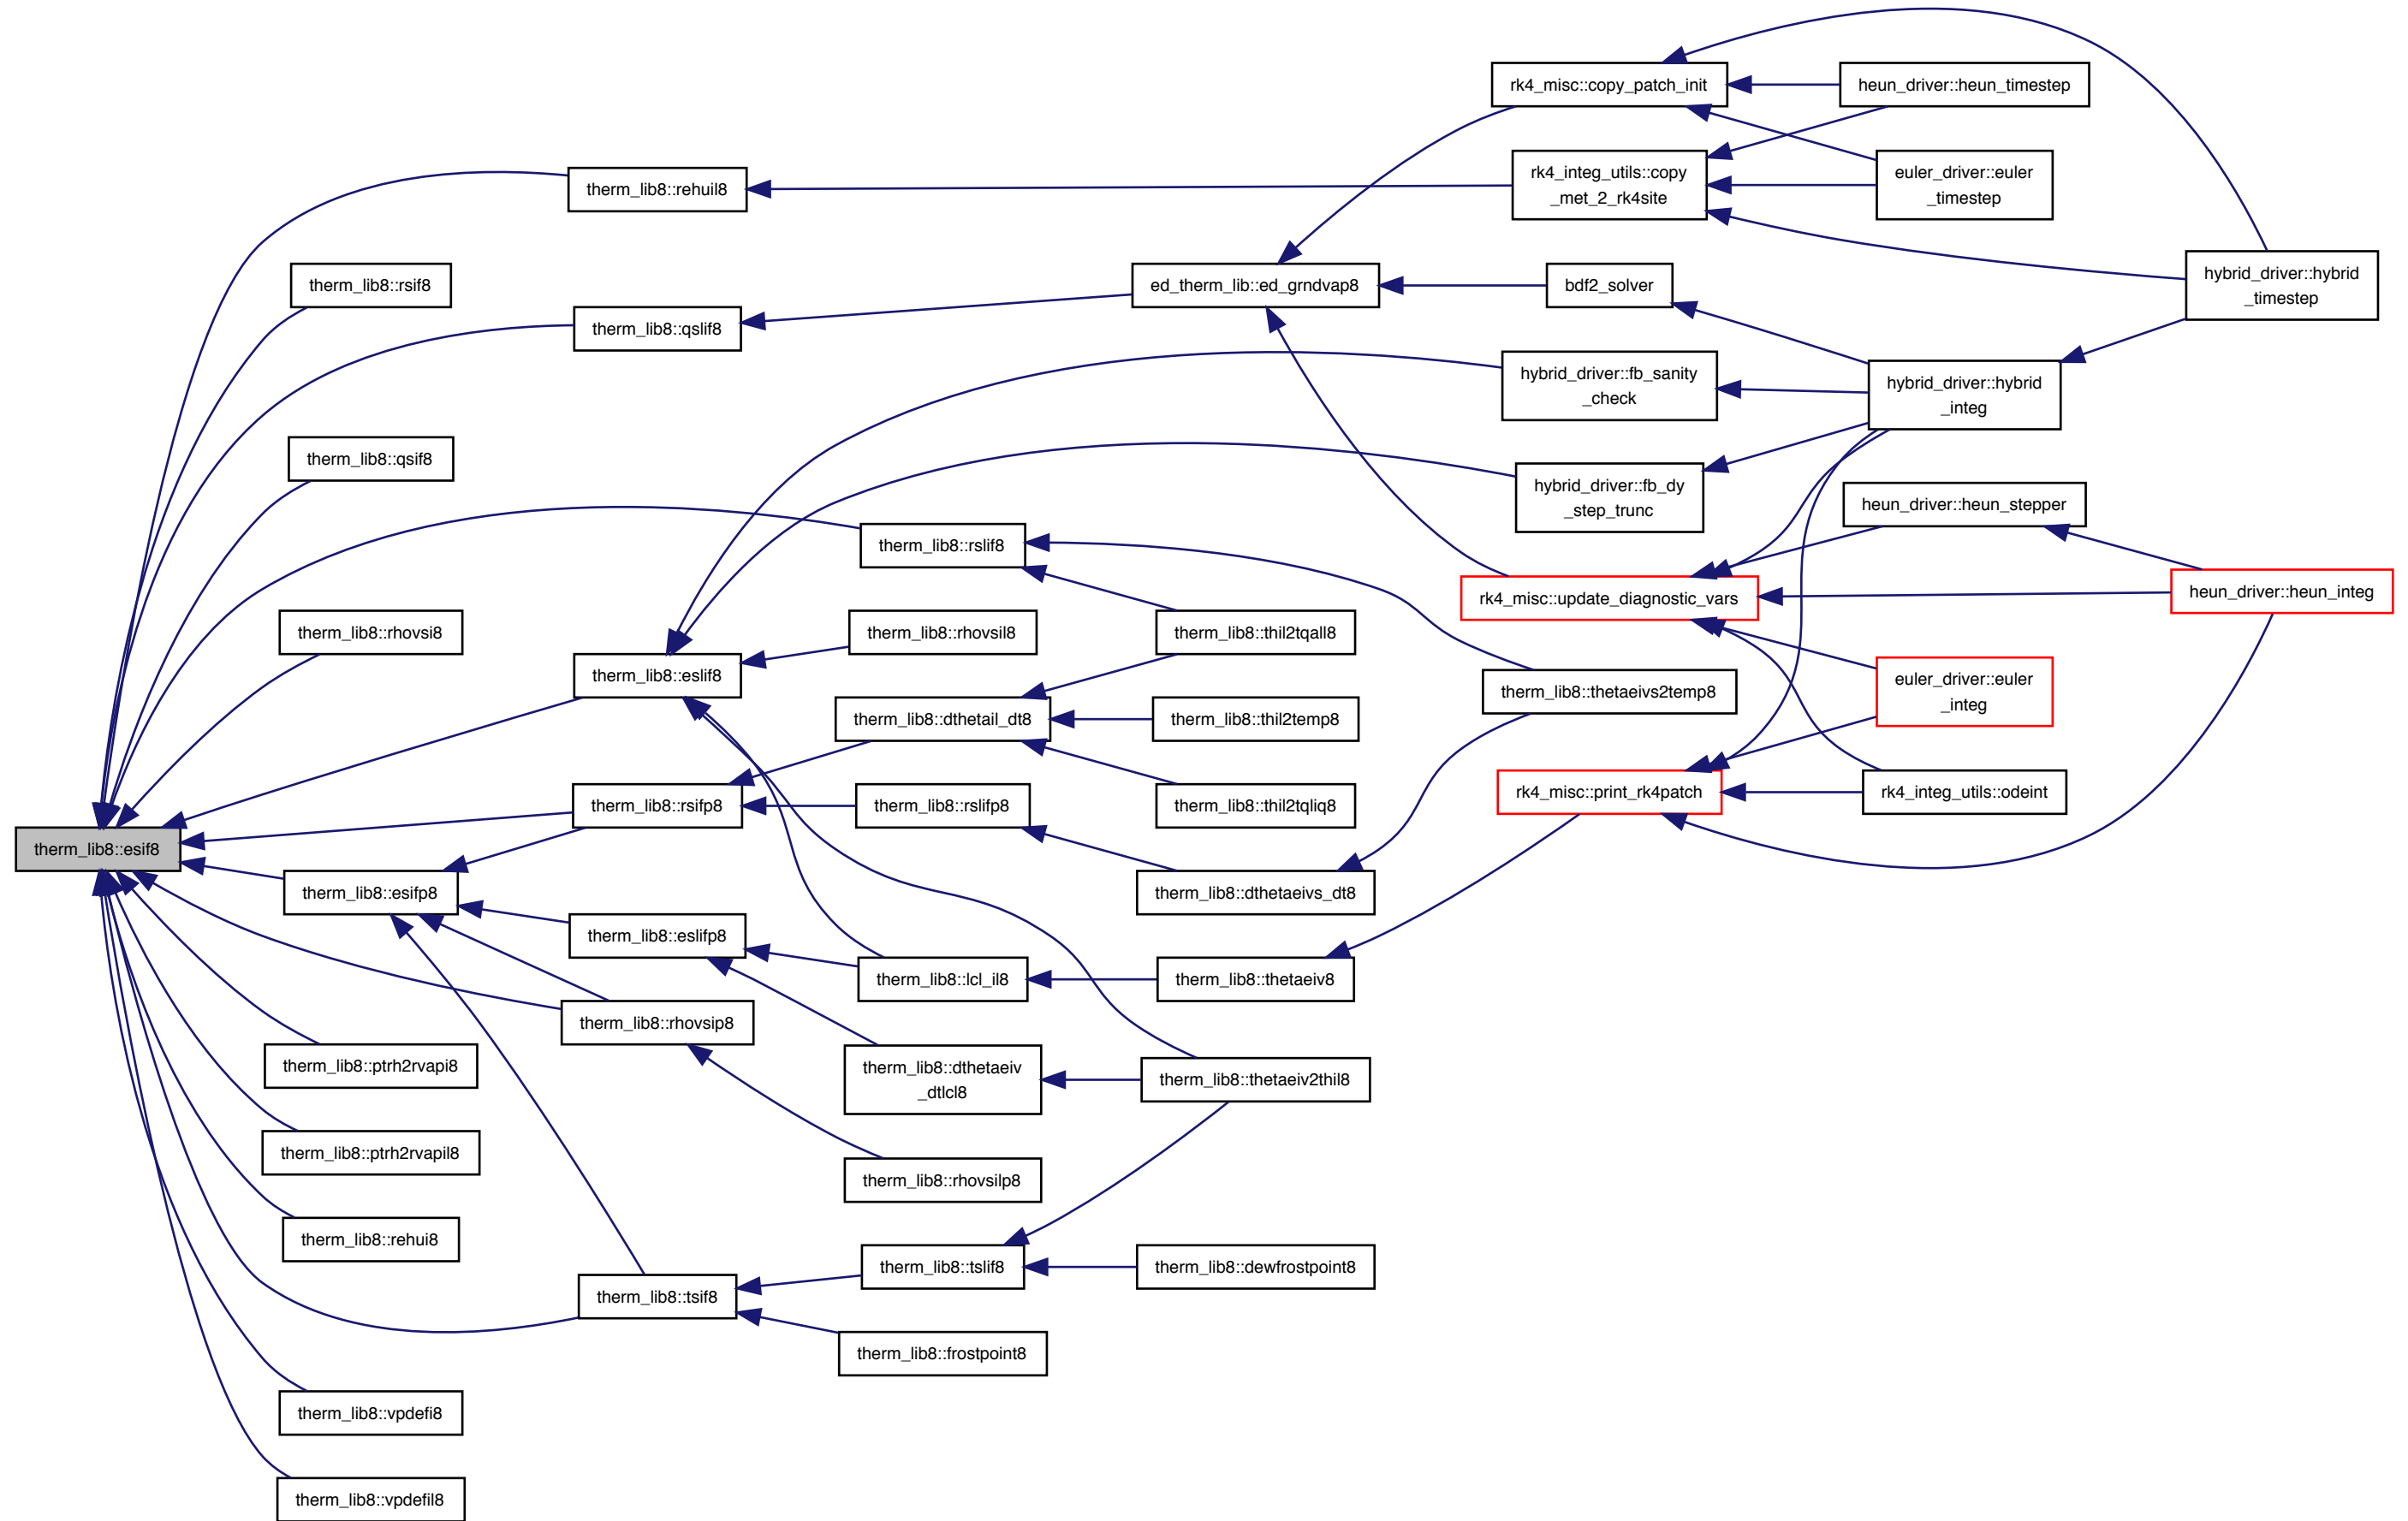 therm_lib8::esif8
therm_lib8::rehuil8
therm_lib8::rsif8
therm_lib8::qslif8
therm_lib8::qsif8
therm_lib8::rslif8
therm_lib8::rhovsi8
therm_lib8::eslif8
therm_lib8::rhovsil8
therm_lib8::dthetail_dt8
therm_lib8::rsifp8
therm_lib8::rslifp8
therm_lib8::esifp8
therm_lib8::eslifp8
therm_lib8::lcl_il8
therm_lib8::rhovsip8
therm_lib8::ptrh2rvapi8
therm_lib8::dthetaeiv
_dtlcl8
therm_lib8::ptrh2rvapil8
therm_lib8::rhovsilp8
therm_lib8::rehui8
therm_lib8::tsif8
therm_lib8::tslif8
therm_lib8::frostpoint8
therm_lib8::vpdefi8
therm_lib8::vpdefil8
ed_therm_lib::ed_grndvap8
therm_lib8::thil2tqall8
therm_lib8::thil2temp8
therm_lib8::thil2tqliq8
therm_lib8::dthetaeivs_dt8
therm_lib8::thetaeiv8
therm_lib8::thetaeiv2thil8
therm_lib8::dewfrostpoint8
rk4_misc::copy_patch_init
rk4_integ_utils::copy
_met_2_rk4site
bdf2_solver
hybrid_driver::fb_sanity
_check
hybrid_driver::fb_dy
_step_trunc
rk4_misc::update_diagnostic_vars
therm_lib8::thetaeivs2temp8
rk4_misc::print_rk4patch
heun_driver::heun_timestep
euler_driver::euler
_timestep
hybrid_driver::hybrid
_integ
heun_driver::heun_stepper
euler_driver::euler
_integ
rk4_integ_utils::odeint
hybrid_driver::hybrid
_timestep
heun_driver::heun_integ